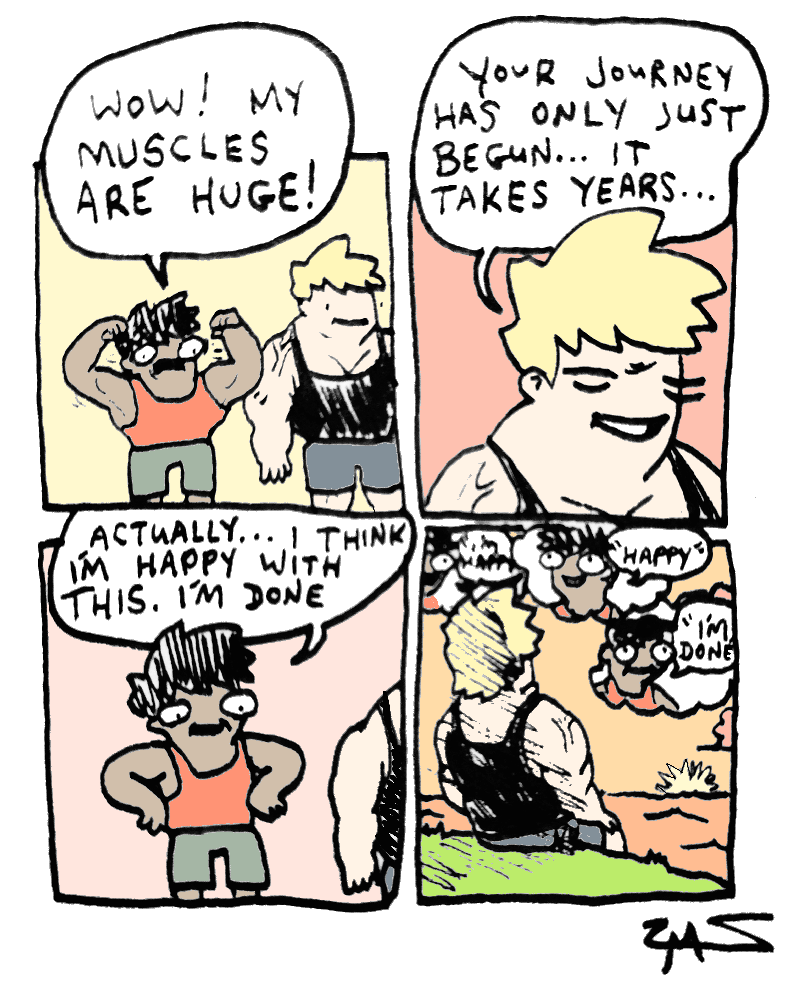 WOW! MY
MUSCLES
ARE HUGE!
YOUR JOURNEY
HAS ONLY JUST
BEGUN... IT
TAKES YEARS...
ACTUALLY... I THINK
I'M HAPPY WITH
THIS. I'M DONE
"I'M
HAPPY
"HAPPY"
"I'M
DONE